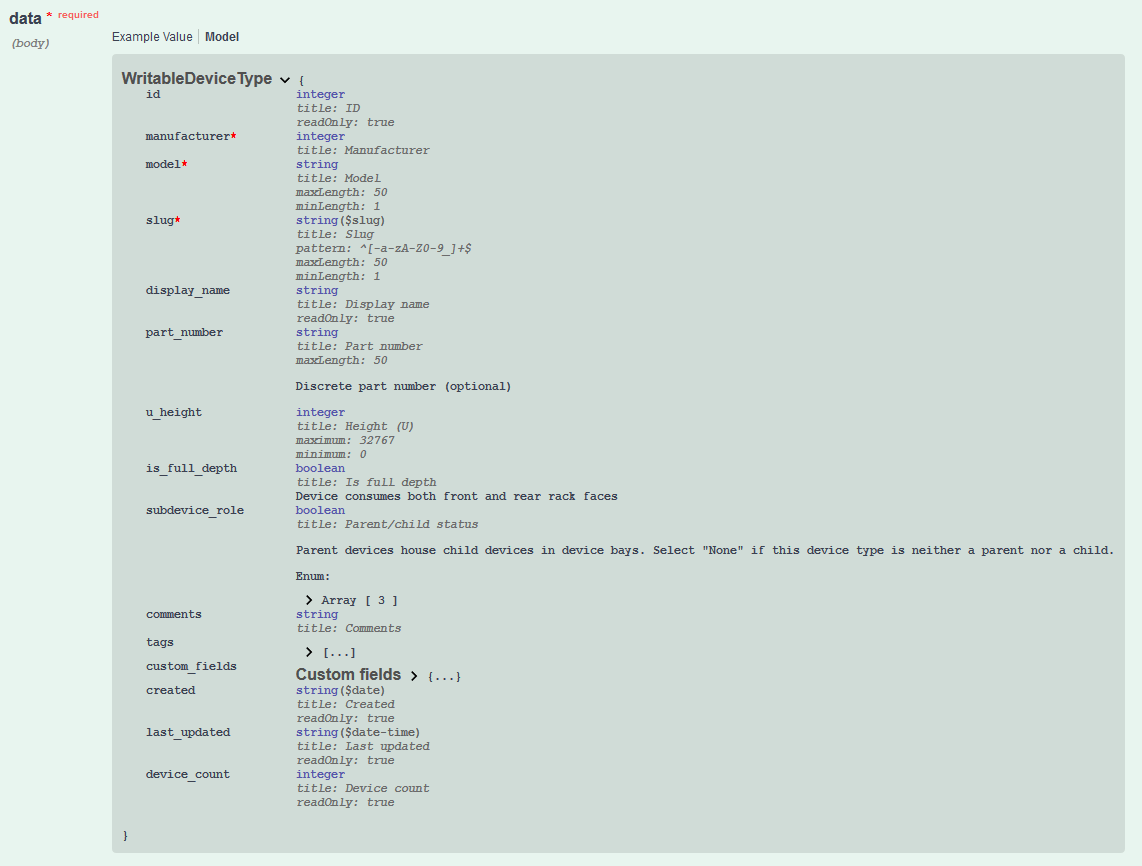 data * required
(body)
Example Value | Model
WritableDeviceType {
id integer
title: ID
readOnly: true
manufacturer* integer
title: Manufacturer
model* string
title: Model
maxLength: 50
minLength: 1
slug* string($slug)
title: Slug
pattern: ^[-a-zA-Z0-9_]+$
maxLength: 50
minLength: 1
display_name string
title: Display name
readOnly: true
part_number string
title: Part number
maxLength: 50
Discrete part number (optional)
u_height integer
title: Height (U)
maximum: 32767
minimum: 0
is_full_depth boolean
title: Is full depth
Device consumes both front and rear rack faces
subdevice_role boolean
title: Parent/child status
Parent devices house child devices in device bays. Select "None" if this device type is neither a parent nor a child.
Enum:
Array [ 3 ]
comments string
title: Comments
tags
[...]
custom_fields Custom fields {...}
created string($date)
title: Created
readOnly: true
last_updated string($date-time)
title: Last updated
readOnly: true
device_count integer
title: Device count
readOnly: true
}